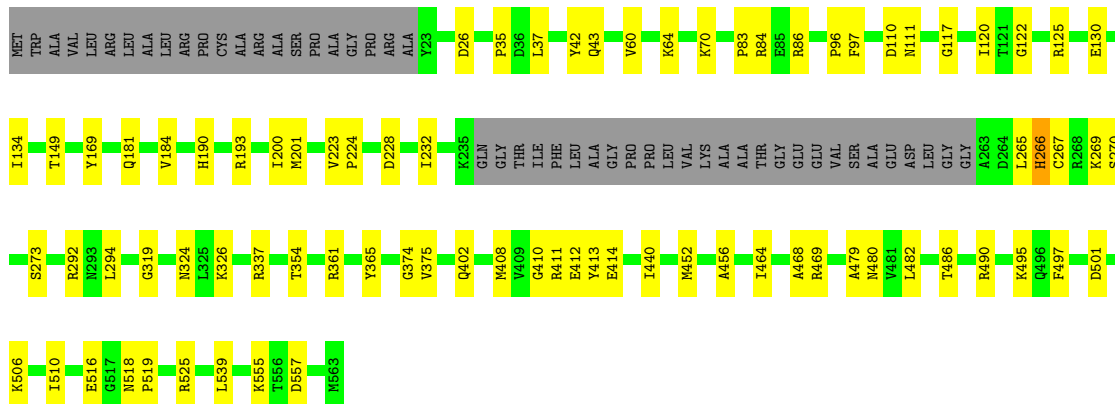 MET TRP ALA VAL LEU ARG LEU ALA LEU ARG PRO CYS ALA ARG ALA SER PRO ALA GLY PRO ARG ALA Y23 D26 P35 D36 L37 Y42 Q43 V60 K64 K70 P83 R84 E85 R86 P96 F97 D110 N111 G117 I120 T121 G122 R125 E130
I134 T149 Y169 Q181 V184 H190 R193 I200 M201 V223 P224 D228 I232 K235 GLN GLY THR ILE PHE LEU ALA GLY PRO PRO LEU VAL LYS ALA ALA THR GLY GLU GLU VAL SER ALA GLU ASP LEU GLY GLY A263 D264 L265 H266 C267 R268 K269 S270
S273 R292 N293 L294 G319 N324 L325 K326 R337 T354 R361 Y365 G374 V375 Q402 M408 V409 G410 R411 E412 Y413 E414 I440 M452 A456 I464 A468 R469 A479 N480 V481 L482 T486 R490 K495 Q496 F497 D501
K506 I510 E516 G517 N518 P519 R525 L539 K555 T556 D557 M563